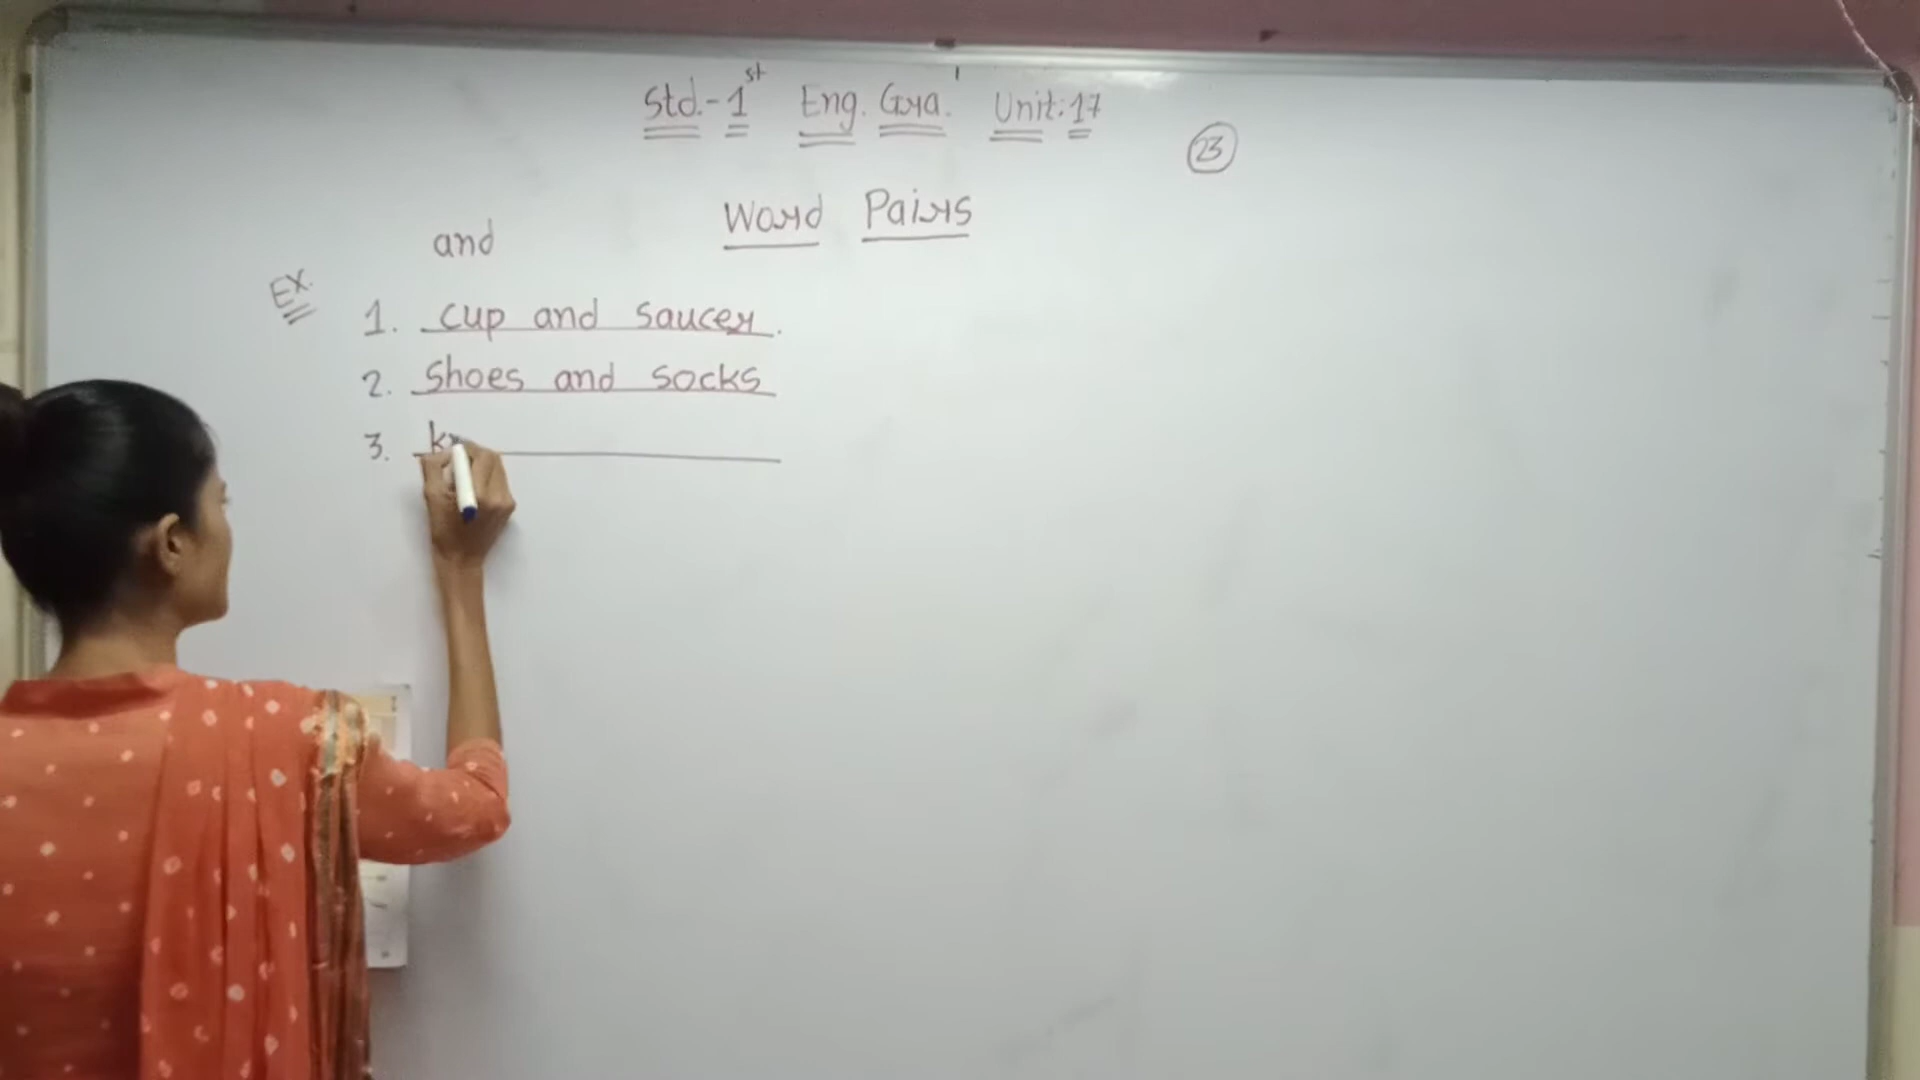 Std.-1st Eng. Gra. Unit: 17
23
Word Pairs
and
Ex.
1. cup and saucer.
2. Shoes and socks
3. k